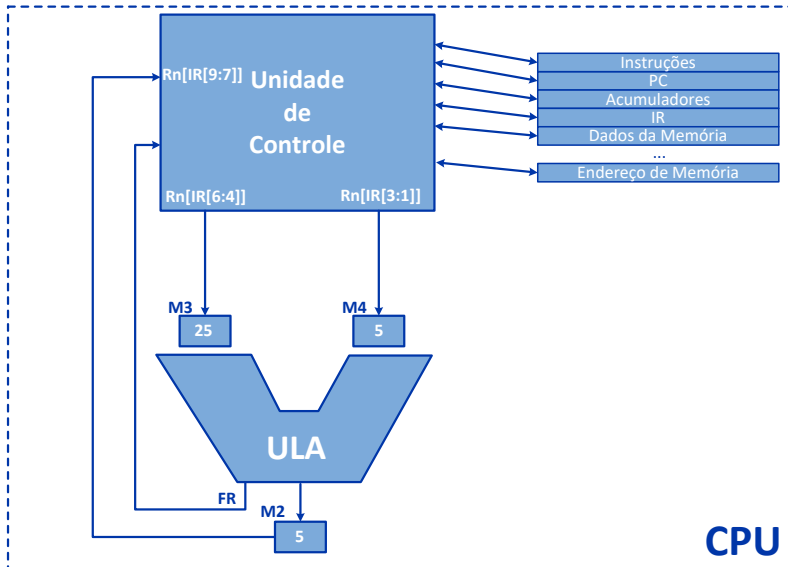 Rn[IR[9:7]]
Unidade
de
Controle
Rn[IR[6:4]]
Rn[IR[3:1]]
Instruções
PC
Acumuladores
IR
Dados da Memória
...
Endereço de Memória
M3
25
M4
5
ULA
FR
M2
5
CPU